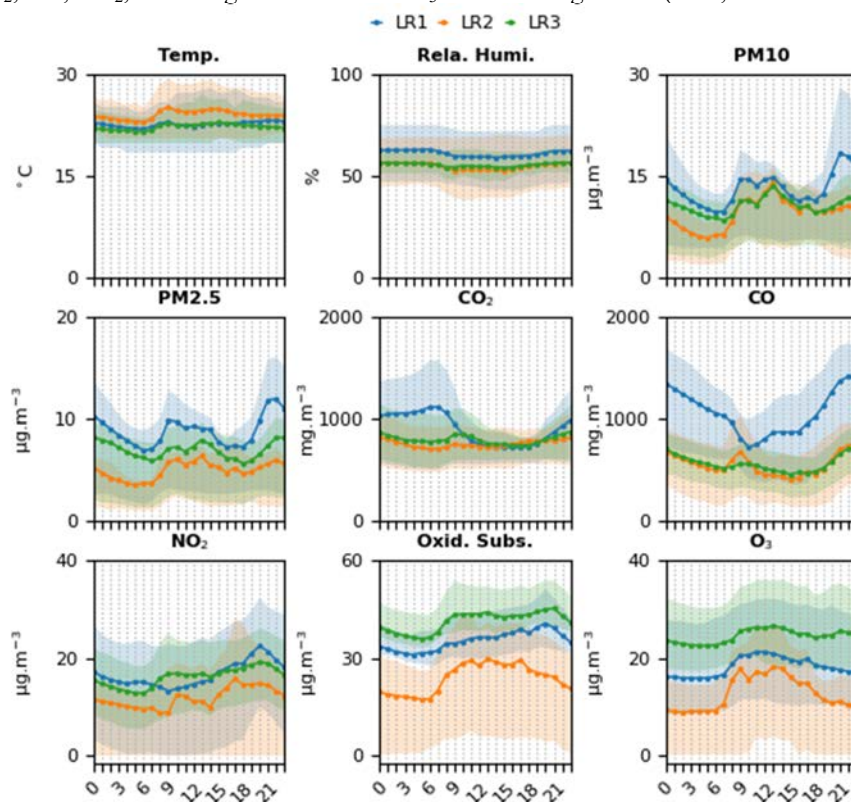 LR1 LR2 LR3
Temp. Rela. Humi. PM10
30 100
15 50 15
0 0 0
°C % µg.m⁻³
30
PM2.5 CO₂ CO
20 2000 2000
10 1000 1000
0 0 0
µg.m⁻³ mg.m⁻³ mg.m⁻³
NO₂ Oxid. Subs. O₃
40 60 40
20 30 20
0 0 0
µg.m⁻³ µg.m⁻³ µg.m⁻³
0 3 6 9 12 15 18 21 0 3 6 9 12 15 18 21 0 3 6 9 12 15 18 21